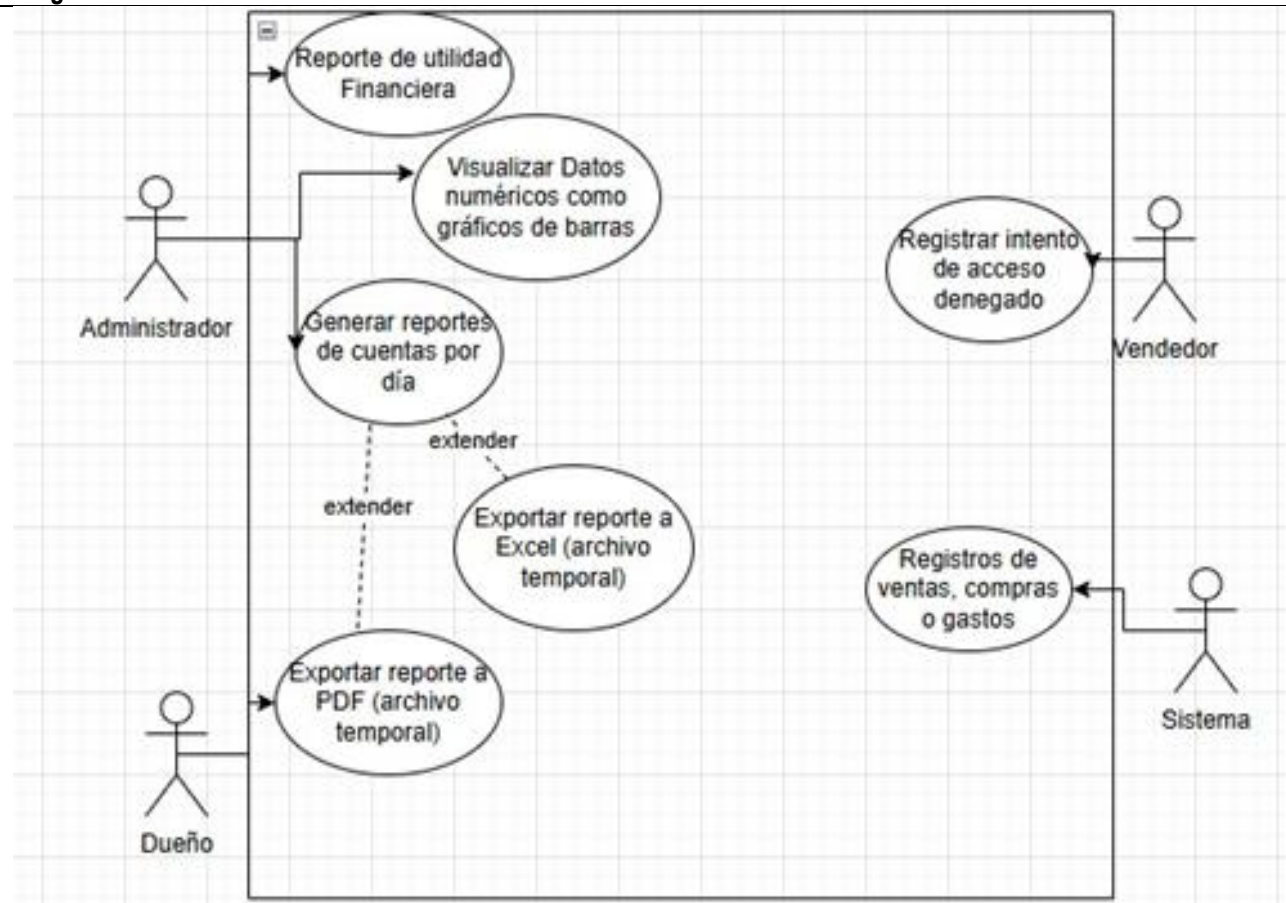 Reporte de utilidad
Financiera
Visualizar Datos
numéricos como
gráficos de barras
Administrador
Generar reportes
de cuentas por
día
Registrar intento
de acceso
denegado
Vendedor
extender
extender
Exportar reporte a
Excel (archivo
temporal)
Registros de
ventas, compras
o gastos
Sistema
Exportar reporte a
PDF (archivo
temporal)
Dueño